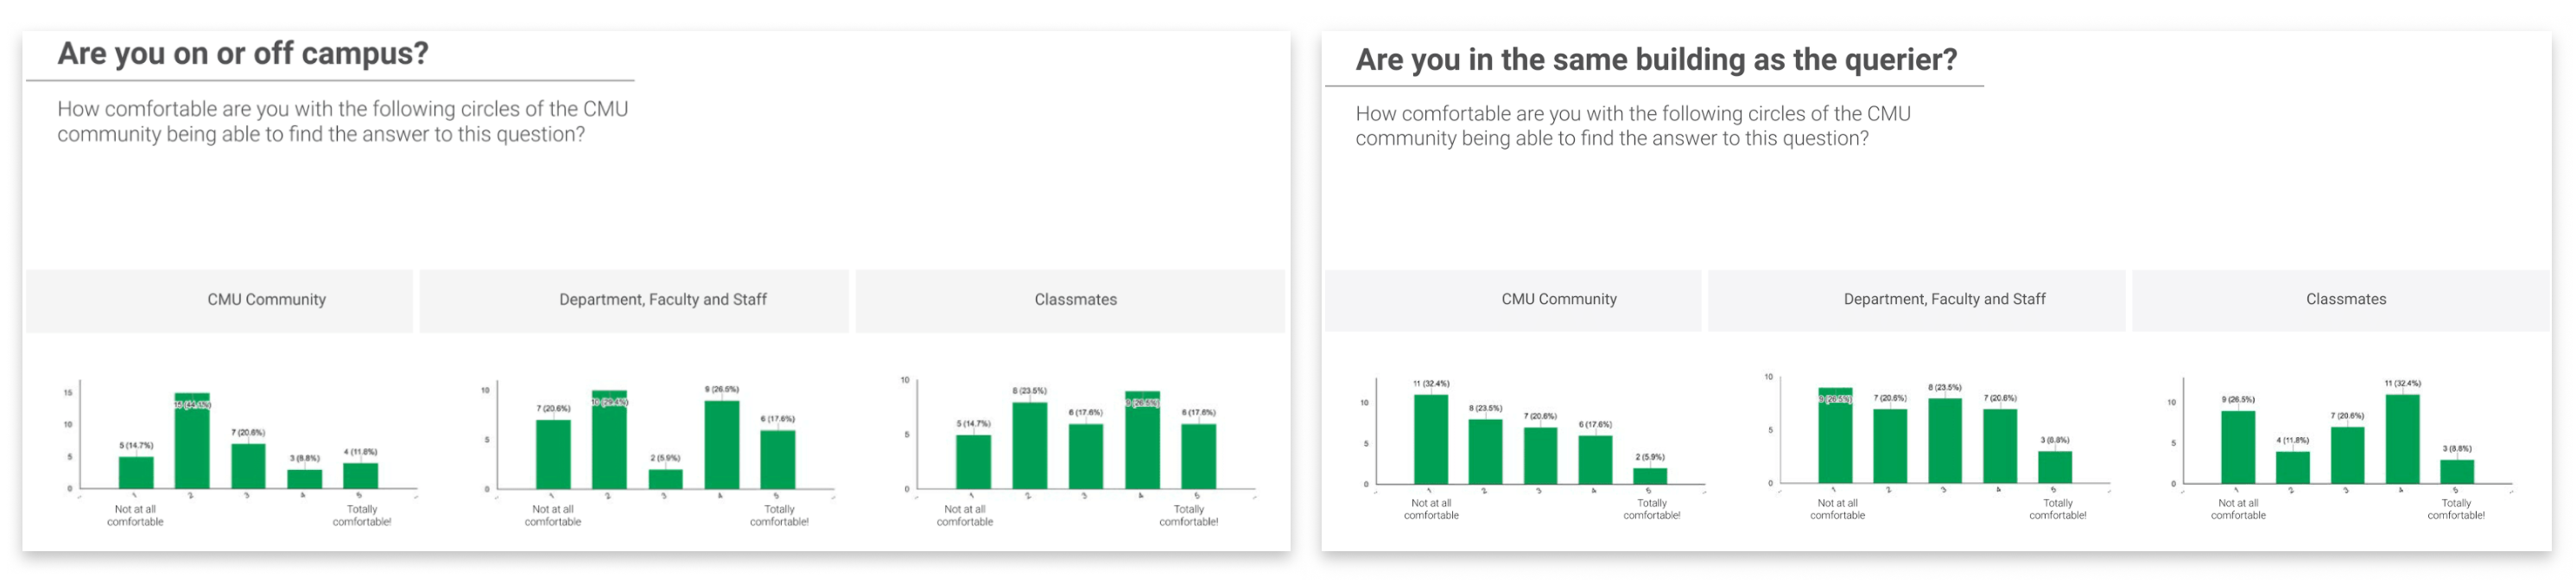 Are you on or off campus?
How comfortable are you with the following circles of the CMU
community being able to find the answer to this question?
CMU Community
Department, Faculty and Staff
Classmates
15
10
5
0
5 (14.7%)
15 (44.1%)
7 (20.6%)
3 (8.8%)
4 (11.8%)
1
2
3
4
5
Not at all
comfortable
Totally
comfortable!
10
5
0
7 (20.6%)
10 (29.4%)
2 (5.9%)
9 (26.5%)
6 (17.6%)
1
2
3
4
5
Not at all
comfortable
Totally
comfortable!
10
5
0
5 (14.7%)
8 (23.5%)
6 (17.6%)
9 (26.5%)
6 (17.6%)
1
2
3
4
5
Not at all
comfortable
Totally
comfortable!
Are you in the same building as the querier?
How comfortable are you with the following circles of the CMU
community being able to find the answer to this question?
CMU Community
Department, Faculty and Staff
Classmates
10
5
0
11 (32.4%)
8 (23.5%)
7 (20.6%)
6 (17.6%)
2 (5.9%)
1
2
3
4
5
Not at all
comfortable
Totally
comfortable!
10
5
0
9 (26.5%)
7 (20.6%)
8 (23.5%)
7 (20.6%)
3 (8.8%)
1
2
3
4
5
Not at all
comfortable
Totally
comfortable!
10
5
0
9 (26.5%)
4 (11.8%)
7 (20.6%)
11 (32.4%)
3 (8.8%)
1
2
3
4
5
Not at all
comfortable
Totally
comfortable!